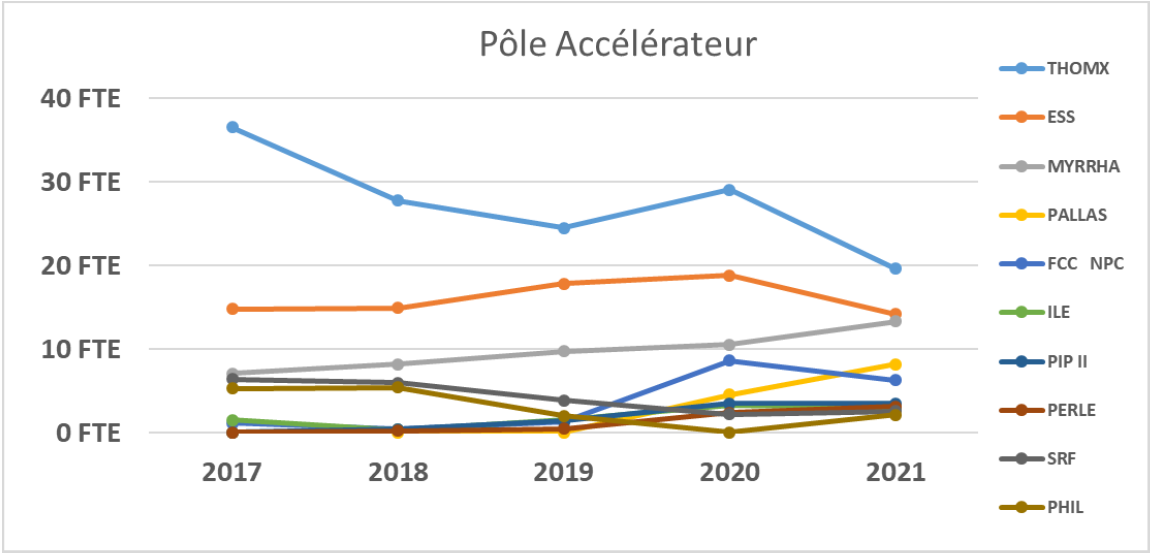 Pôle Accélérateur
40 FTE
30 FTE
20 FTE
10 FTE
0 FTE
2017 2018 2019 2020 2021
THOMX
ESS
MYRRHA
PALLAS
FCC NPC
ILE
PIP II
PERLE
SRF
PHIL